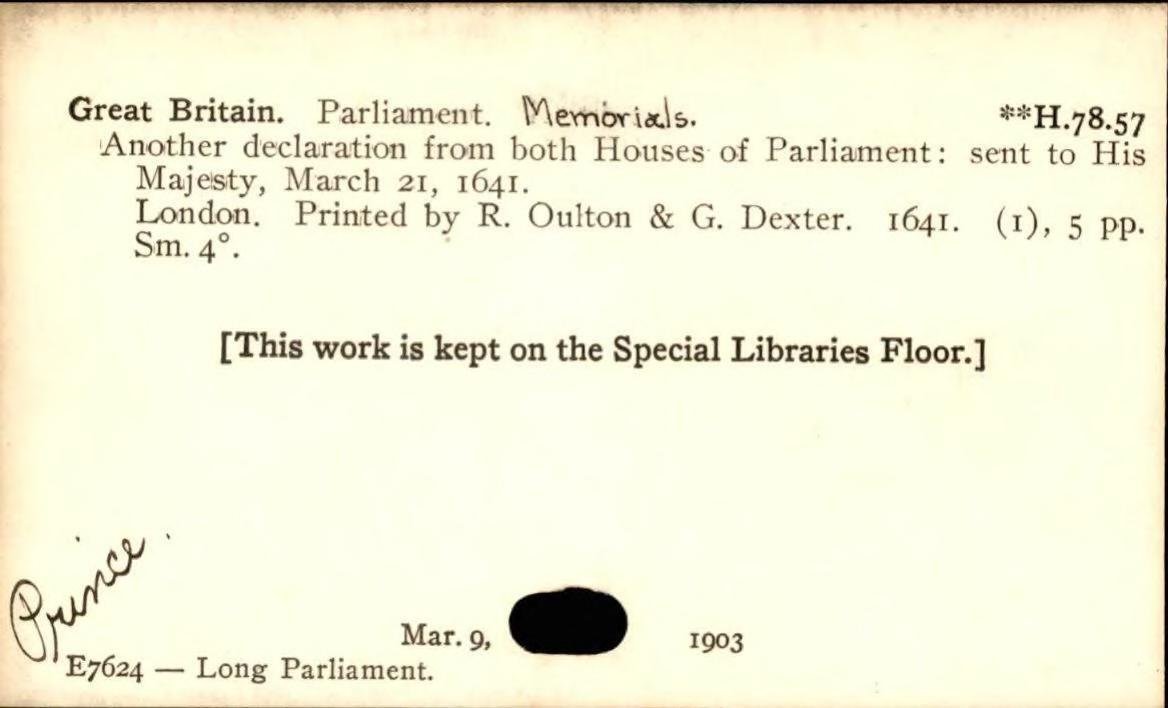 Great Britain. Parliament. Memorials. **H.78.57
Another declaration from both Houses of Parliament: sent to His
Majesty, March 21, 1641.
London. Printed by R. Oulton & G. Dexter. 1641. (1), 5 pp.
Sm. 4°.
[This work is kept on the Special Libraries Floor.]
Prince
Mar. 9, 1903
E7624 — Long Parliament.